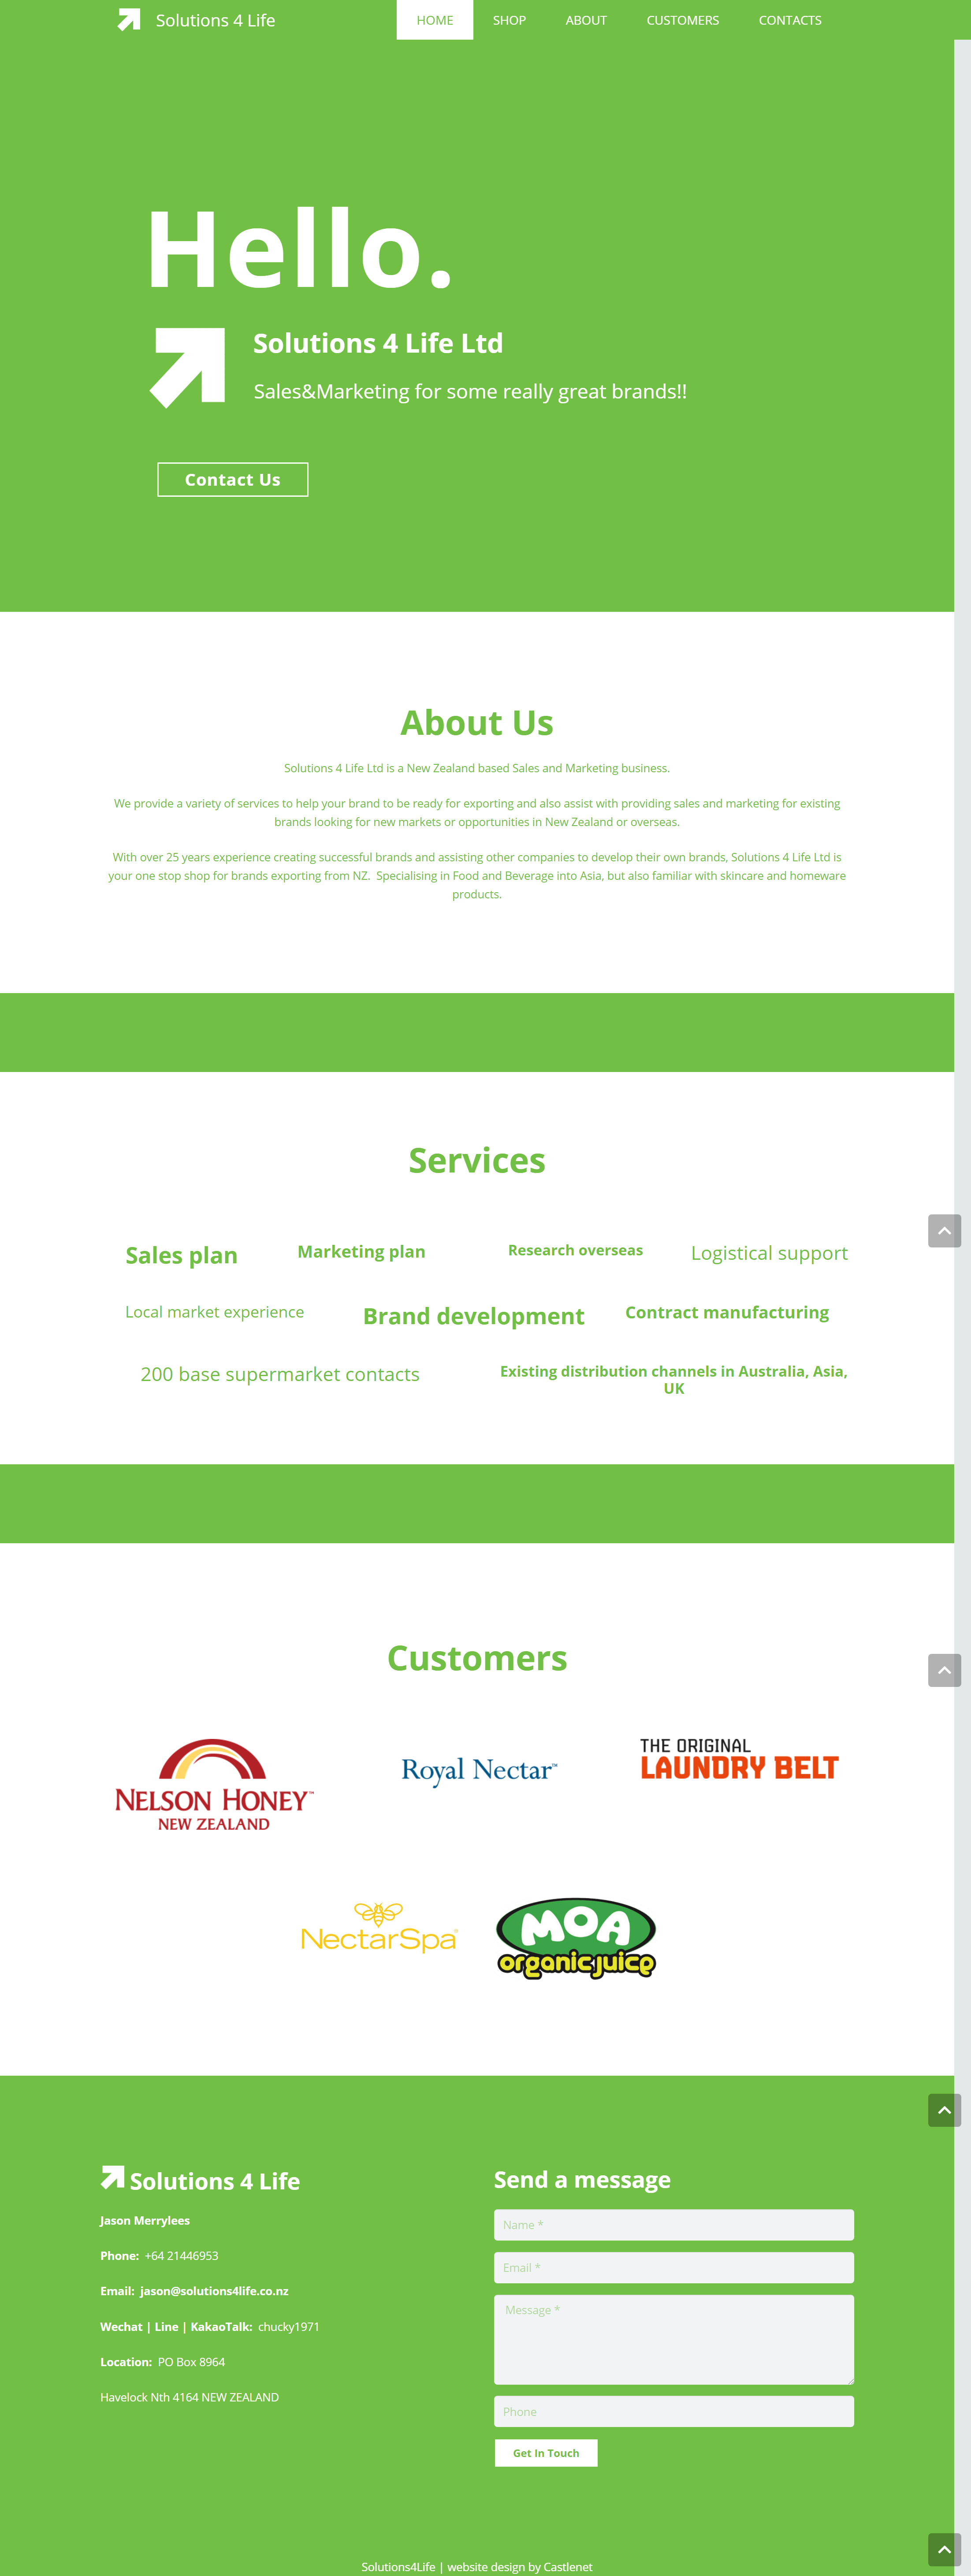 Solutions 4 Life
HOME SHOP ABOUT CUSTOMERS CONTACTS
Hello.
Solutions 4 Life Ltd
Sales&Marketing for some really great brands!!
Contact Us
About Us
Solutions 4 Life Ltd is a New Zealand based Sales and Marketing business.
We provide a variety of services to help your brand to be ready for exporting and also assist with providing sales and marketing for existing
brands looking for new markets or opportunities in New Zealand or overseas.
With over 25 years experience creating successful brands and assisting other companies to develop their own brands, Solutions 4 Life Ltd is
your one stop shop for brands exporting from NZ.  Specialising in Food and Beverage into Asia, but also familiar with skincare and homeware
products.
Services
Sales plan Marketing plan Research overseas Logistical support
Local market experience Brand development Contract manufacturing
200 base supermarket contacts Existing distribution channels in Australia, Asia,
UK
Customers
NELSON HONEY™
NEW ZEALAND
Royal Nectar™
THE ORIGINAL
LAUNDRY BELT
NectarSpa
MOA
organic juice
Solutions 4 Life
Jason Merrylees
Phone:  +64 21446953
Email:  jason@solutions4life.co.nz
Wechat | Line | KakaoTalk:  chucky1971
Location:  PO Box 8964
Havelock Nth 4164 NEW ZEALAND
Send a message
Name *
Email *
Message *
Phone
Get In Touch
Solutions4Life | website design by Castlenet